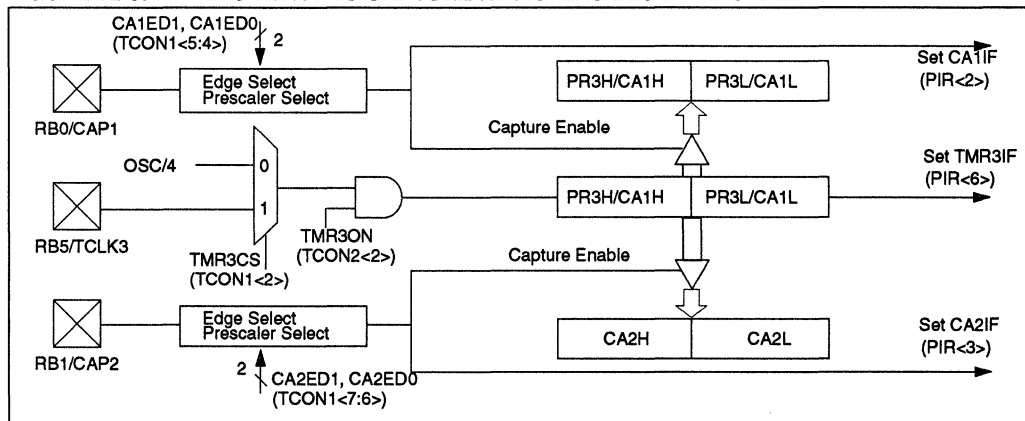 CA1ED1, CA1ED0
(TCON1<5:4>)
2
Set CA1IF
(PIR<2>)
Edge Select
Prescaler Select
PR3H/CA1H
PR3L/CA1L
RB0/CAP1
Capture Enable
OSC/4
0
Set TMR3IF
(PIR<6>)
1
PR3H/CA1H
PR3L/CA1L
RB5/TCLK3
TMR3ON
(TCON2<2>)
TMR3CS
(TCON1<2>)
Capture Enable
Edge Select
Prescaler Select
Set CA2IF
(PIR<3>)
CA2H
CA2L
RB1/CAP2
2
CA2ED1, CA2ED0
(TCON1<7:6>)